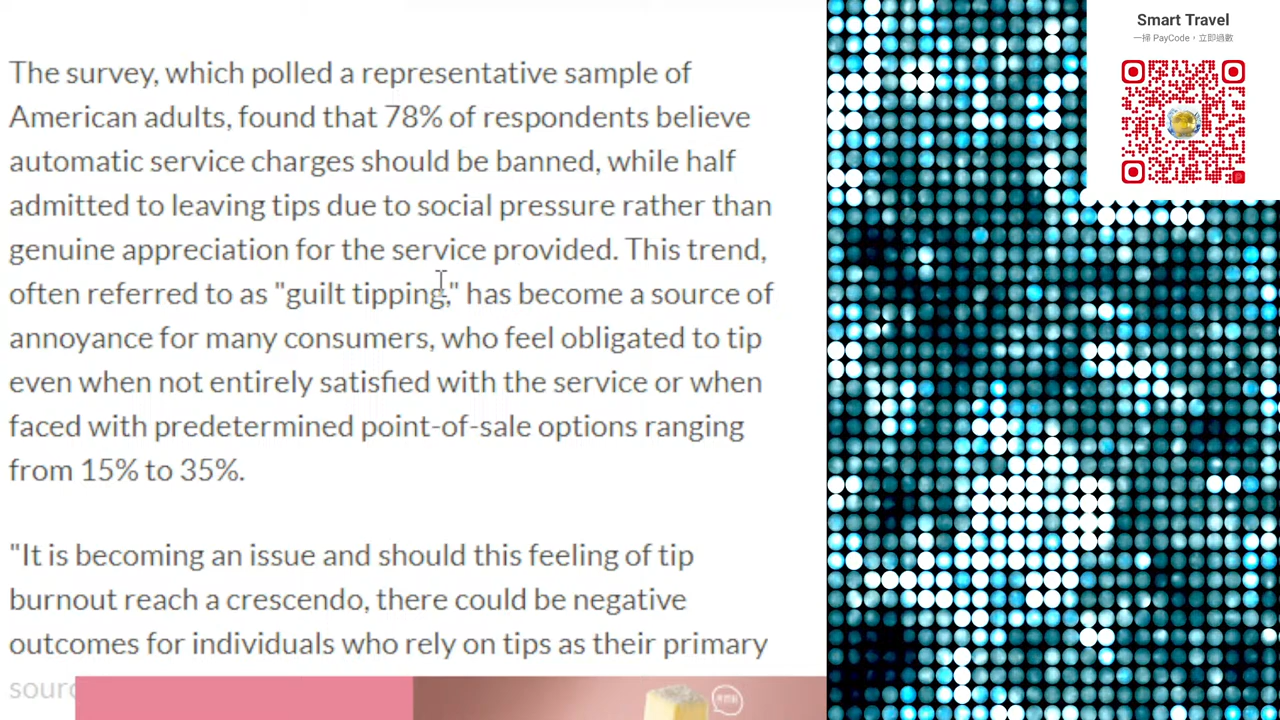 The survey, which polled a representative sample of
American adults, found that 78% of respondents believe
automatic service charges should be banned, while half
admitted to leaving tips due to social pressure rather than
genuine appreciation for the service provided. This trend,
often referred to as "guilt tipping," has become a source of
annoyance for many consumers, who feel obligated to tip
even when not entirely satisfied with the service or when
faced with predetermined point-of-sale options ranging
from 15% to 35%.
"It is becoming an issue and should this feeling of tip
burnout reach a crescendo, there could be negative
outcomes for individuals who rely on tips as their primary
Smart Travel
一掃 PayCode，立即過數